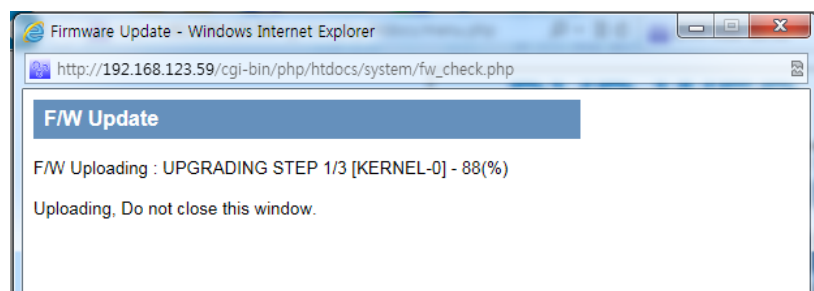 Firmware Update - Windows Internet Explorer
http://192.168.123.59/cgi-bin/php/htdocs/system/fw_check.php
F/W Update
F/W Uploading : UPGRADING STEP 1/3 [KERNEL-0] - 88(%)
Uploading, Do not close this window.